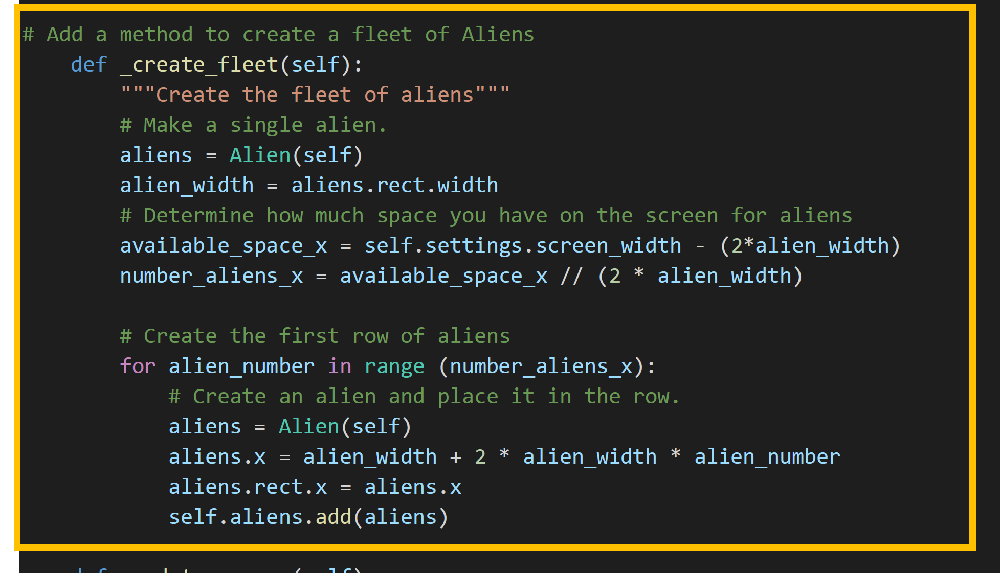 # Add a method to create a fleet of Aliens
    def _create_fleet(self):
        """Create the fleet of aliens"""
        # Make a single alien.
        aliens = Alien(self)
        alien_width = aliens.rect.width
        # Determine how much space you have on the screen for aliens
        available_space_x = self.settings.screen_width - (2*alien_width)
        number_aliens_x = available_space_x // (2 * alien_width)
        # Create the first row of aliens
        for alien_number in range (number_aliens_x):
            # Create an alien and place it in the row.
            aliens = Alien(self)
            aliens.x = alien_width + 2 * alien_width * alien_number
            aliens.rect.x = aliens.x
            self.aliens.add(aliens)